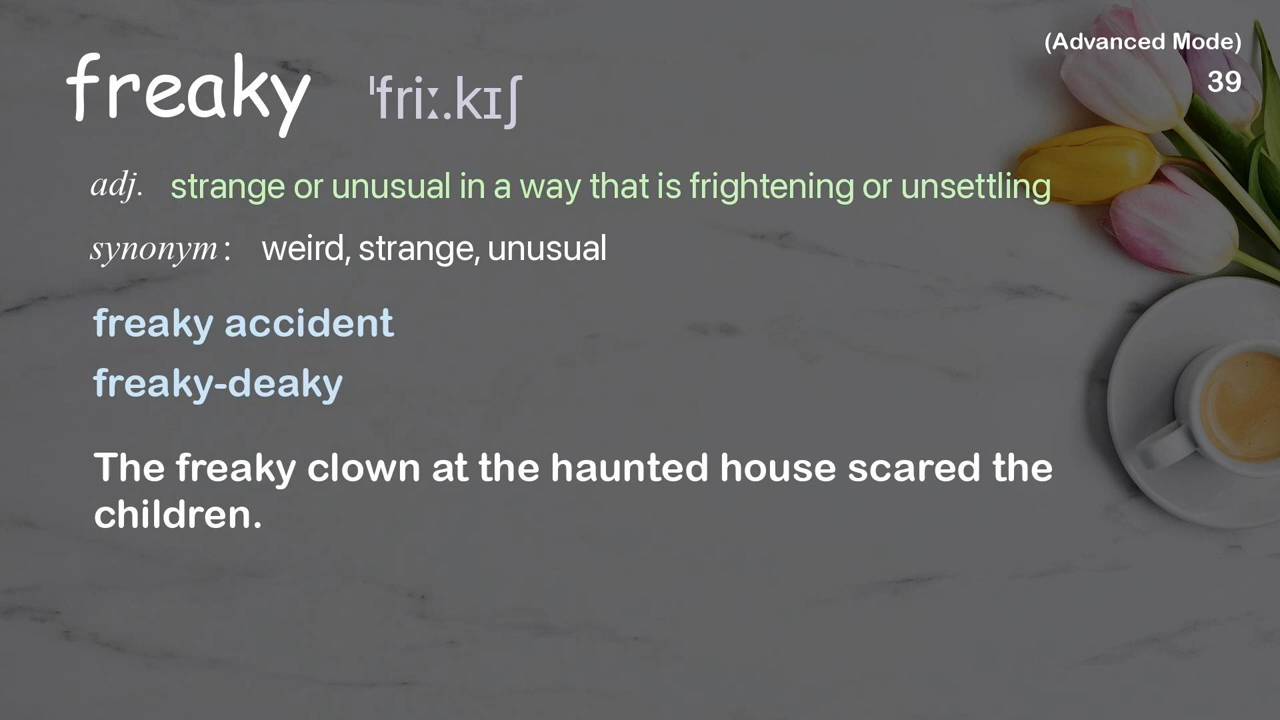 (Advanced Mode)
freaky ˈfriː.kɪʃ
39
adj. strange or unusual in a way that is frightening or unsettling
synonym : weird, strange, unusual
freaky accident
freaky-deaky
The freaky clown at the haunted house scared the
children.